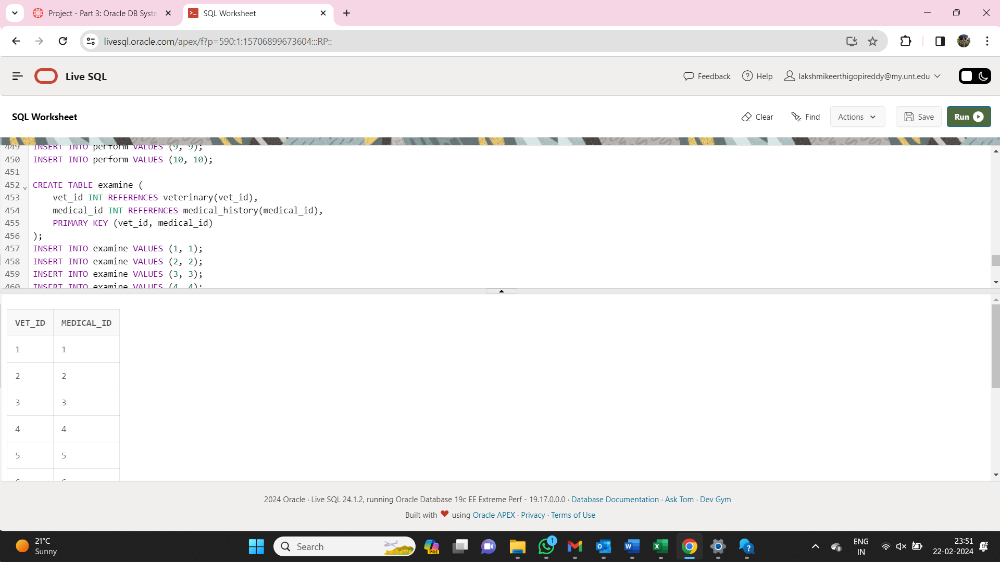 Project - Part 3: Oracle DB Syste
SQL Worksheet
livesql.oracle.com/apex/f?p=590:1:15706899673604:::RP::
Live SQL
Feedback
Help
lakshmikeerthigopireddy@my.unt.edu
SQL Worksheet
Clear
Find
Actions
Save
Run
449 INSERT INTO perform VALUES (9, 9);
450 INSERT INTO perform VALUES (10, 10);
451
452 CREATE TABLE examine (
453 vet_id INT REFERENCES veterinary(vet_id),
454 medical_id INT REFERENCES medical_history(medical_id),
455 PRIMARY KEY (vet_id, medical_id)
456 );
457 INSERT INTO examine VALUES (1, 1);
458 INSERT INTO examine VALUES (2, 2);
459 INSERT INTO examine VALUES (3, 3);
460 INSERT INTO examine VALUES (4, 4);
VET_ID MEDICAL_ID
1 1
2 2
3 3
4 4
5 5
2024 Oracle · Live SQL 24.1.2, running Oracle Database 19c EE Extreme Perf - 19.17.0.0.0 · Database Documentation · Ask Tom · Dev Gym
Built with ❤ using Oracle APEX · Privacy · Terms of Use
21°C
Sunny
Search
PRE
1
ENG
IN
23:51
22-02-2024